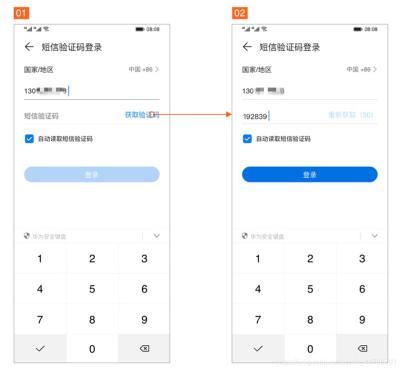 01
08:08
短信验证码登录
国家/地区
中国 +86
130
短信验证码
获取验证码
自动读取短信验证码
登录
华为安全键盘
1 2 3
4 5 6
7 8 9
0
02
08:08
短信验证码登录
国家/地区
中国 +86
130
192839
重新获取（50）
自动读取短信验证码
登录
华为安全键盘
1 2 3
4 5 6
7 8 9
0